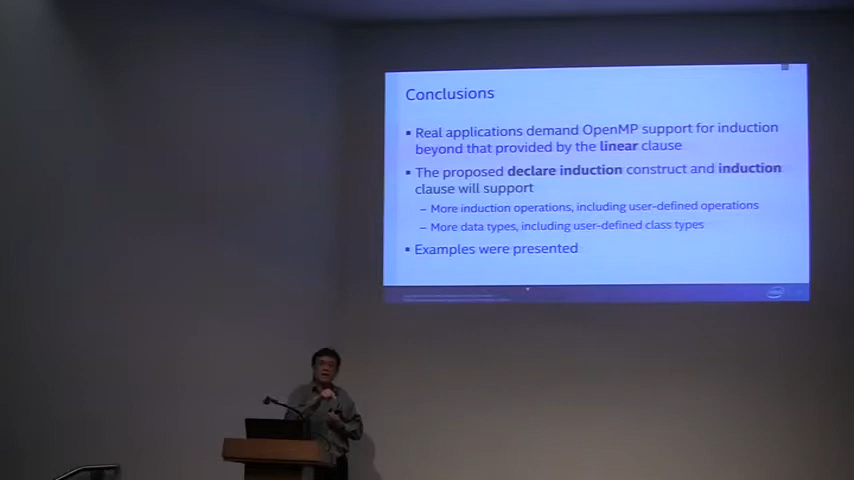 Conclusions
▪ Real applications demand OpenMP support for induction
beyond that provided by the linear clause
▪ The proposed declare induction construct and induction
clause will support
– More induction operations, including user-defined operations
– More data types, including user-defined class types
▪ Examples were presented
intel